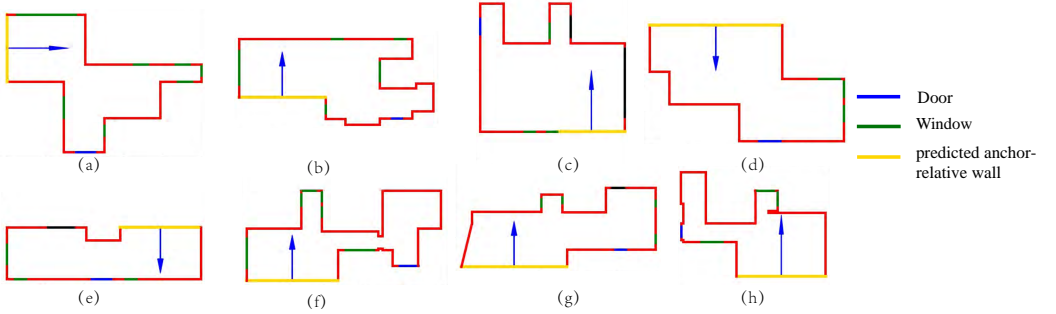 (a)
(b)
(c)
(d)
Door
Window
predicted anchor-
relative wall
(e)
(f)
(g)
(h)